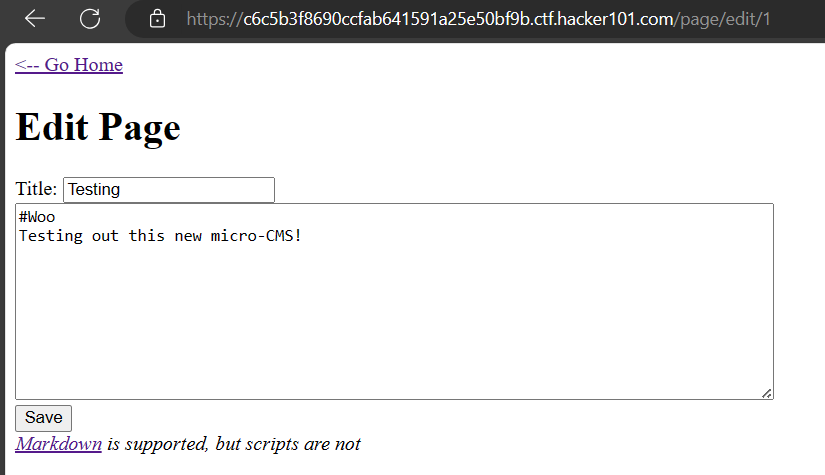 https://c6c5b3f8690ccfab641591a25e50bf9b.ctf.hacker101.com/page/edit/1
<-- Go Home
Edit Page
Title: Testing
#Woo
Testing out this new micro-CMS!
Save
Markdown is supported, but scripts are not